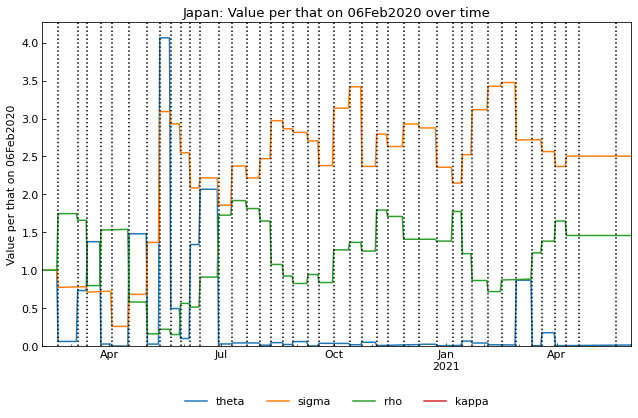 Japan: Value per that on 06Feb2020 over time
Value per that on 06Feb2020
4.0
3.5
3.0
2.5
2.0
1.5
1.0
0.5
0.0
Apr Jul Oct Jan Apr
2021
theta sigma rho kappa